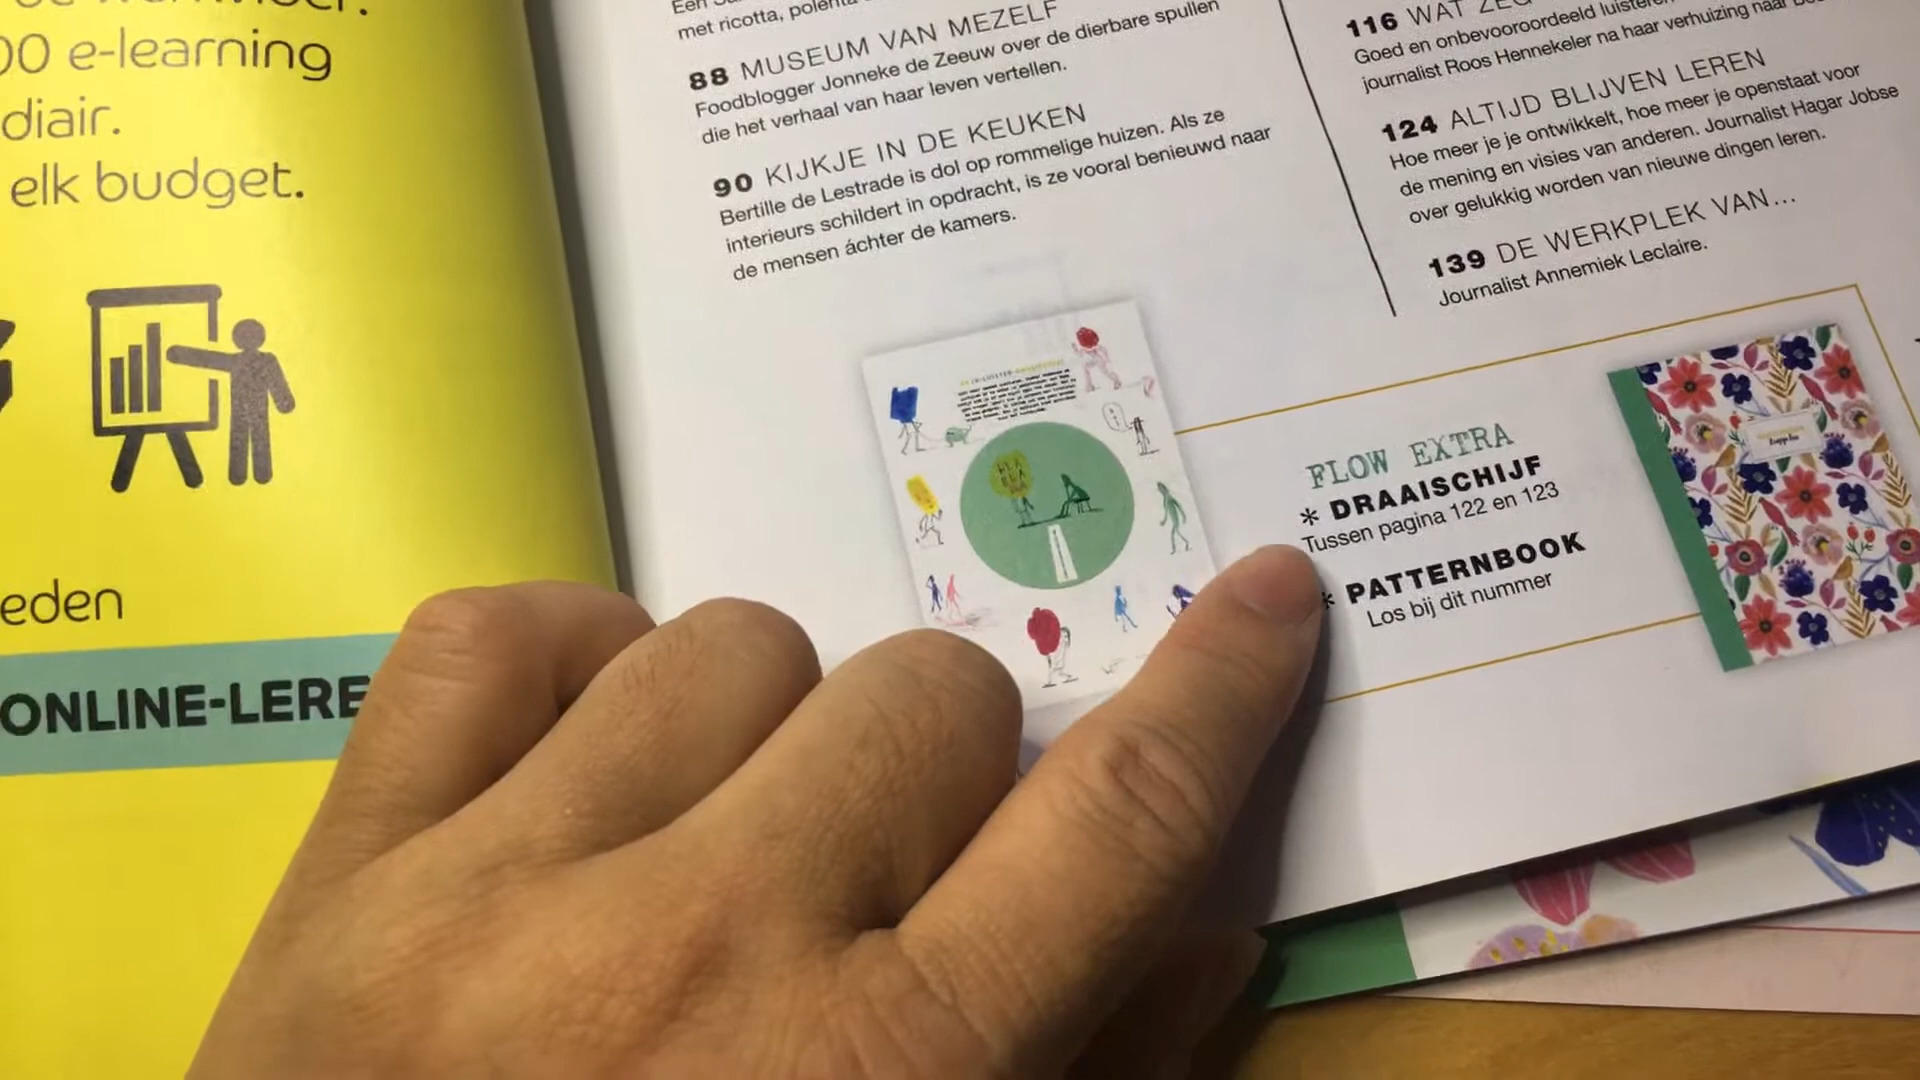 00 e-learning
diair.
elk budget.
eden
ONLINE-LERE
met ricotta, polenta
88 MUSEUM VAN MEZELF
Foodblogger Jonneke de Zeeuw over de dierbare spullen
die het verhaal van haar leven vertellen.
90 KIJKJE IN DE KEUKEN
Bertille de Lestrade is dol op rommelige huizen. Als ze
interieurs schildert in opdracht, is ze vooral benieuwd naar
de mensen áchter de kamers.
116 WAT ZEG
Goed en onbevooroordeeld
journalist Roos Hennekeler na haar verhuizing naar
124 ALTIJD BLIJVEN LEREN
Hoe meer je je ontwikkelt, hoe meer je openstaat voor
de mening en visies van anderen. Journalist Hagar Jobse
over gelukkig worden van nieuwe dingen leren.
139 DE WERKPLEK VAN...
Journalist Annemiek Leclaire.
BLA
BLA
BLA
FLOW EXTRA
* DRAAISCHIJF
Tussen pagina 122 en 123
* PATTERNBOOK
Los bij dit nummer